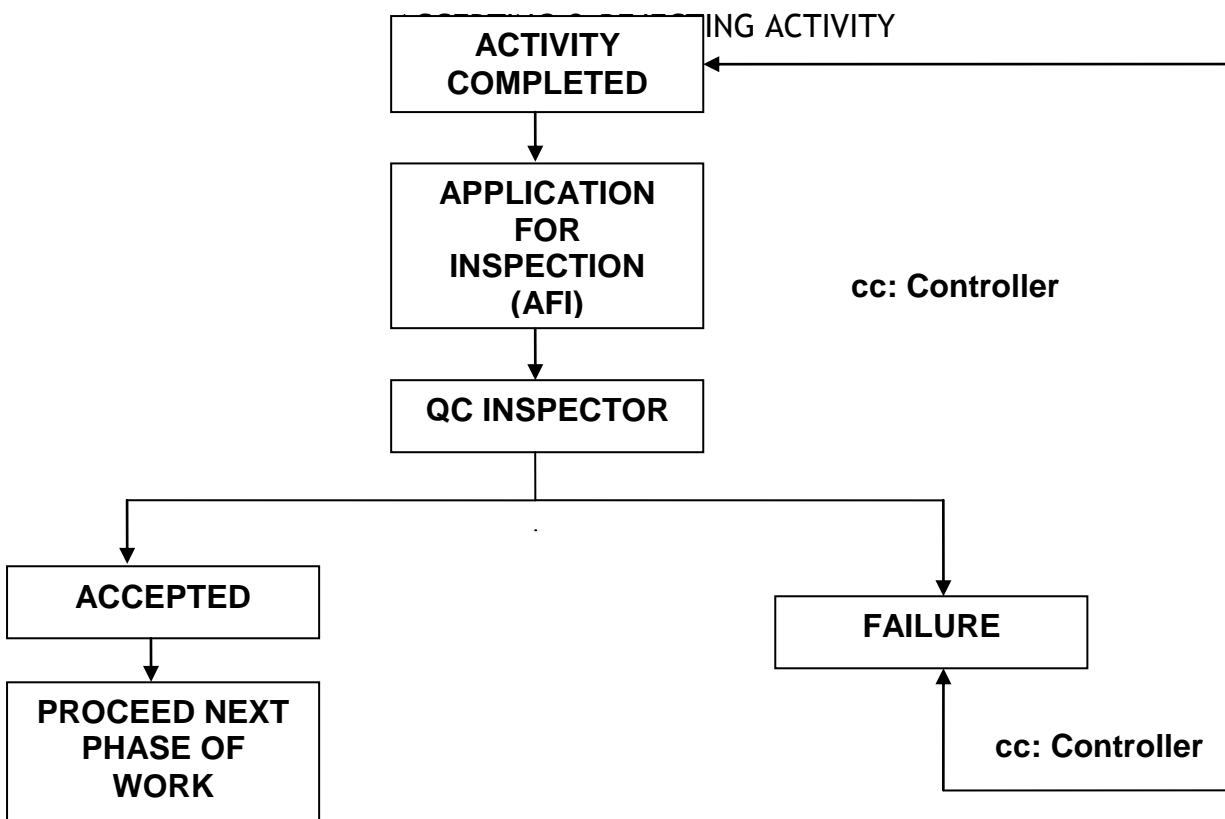 TING ACTIVITY
ACTIVITY
COMPLETED
APPLICATION
FOR
INSPECTION
(AFI)
cc: Controller
QC INSPECTOR
ACCEPTED
FAILURE
PROCEED NEXT
PHASE OF
WORK
cc: Controller